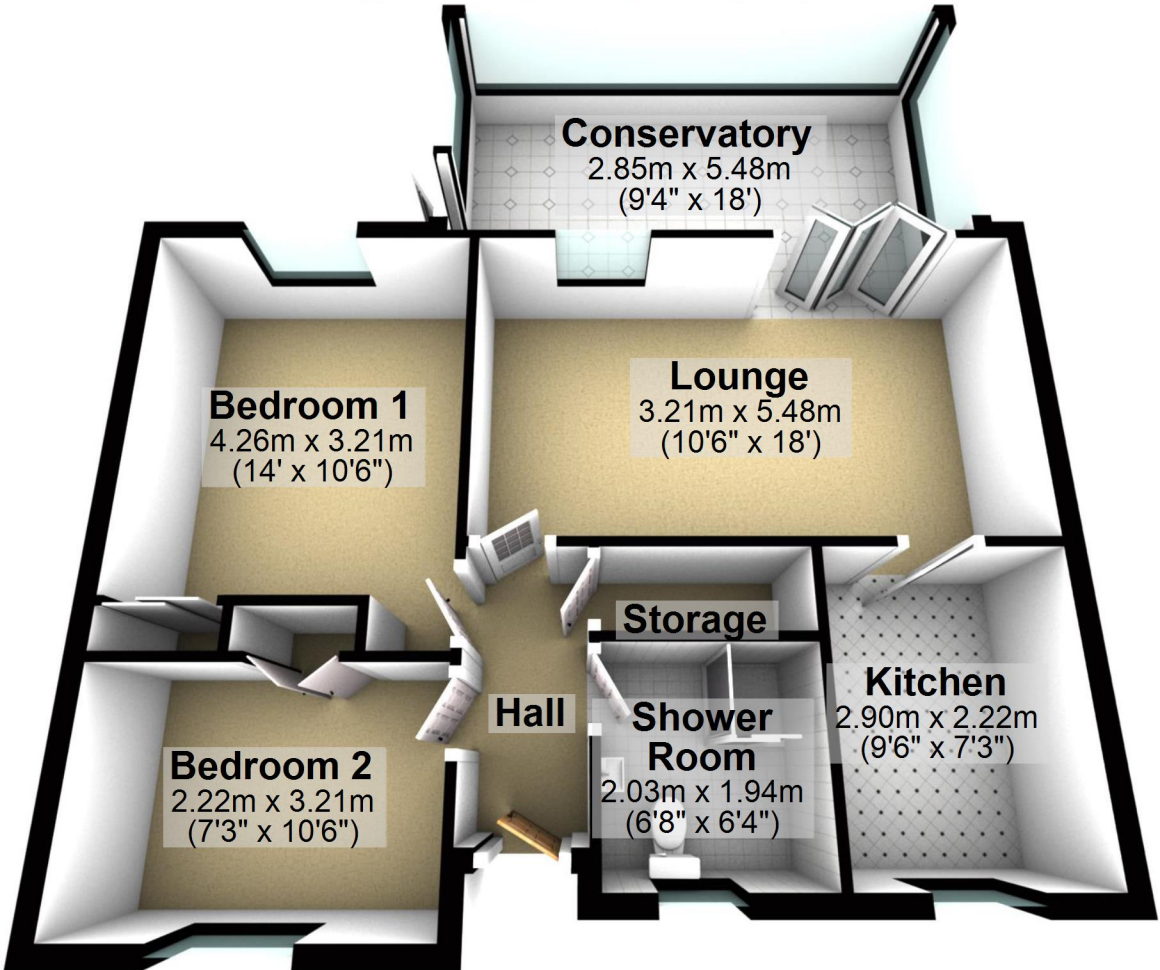 Conservatory
2.85m x 5.48m
(9'4" x 18')
Bedroom 1
4.26m x 3.21m
(14' x 10'6")
Lounge
3.21m x 5.48m
(10'6" x 18')
Storage
Hall
Shower
Room
2.03m x 1.94m
(6'8" x 6'4")
Kitchen
2.90m x 2.22m
(9'6" x 7'3")
Bedroom 2
2.22m x 3.21m
(7'3" x 10'6")